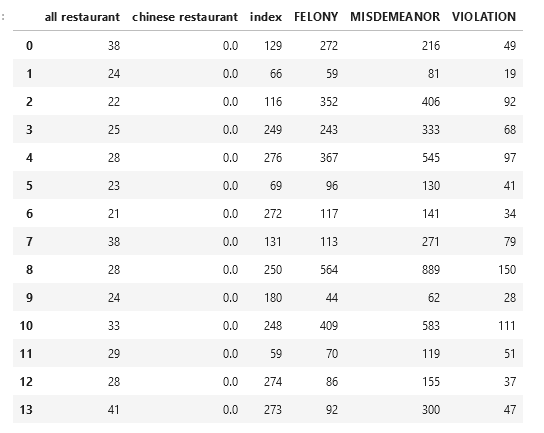 : all restaurant chinese restaurant index FELONY MISDEMEANOR VIOLATION
0 38 0.0 129 272 216 49
1 24 0.0 66 59 81 19
2 22 0.0 116 352 406 92
3 25 0.0 249 243 333 68
4 28 0.0 276 367 545 97
5 23 0.0 69 96 130 41
6 21 0.0 272 117 141 34
7 38 0.0 131 113 271 79
8 28 0.0 250 564 889 150
9 24 0.0 180 44 62 28
10 33 0.0 248 409 583 111
11 29 0.0 59 70 119 51
12 28 0.0 274 86 155 37
13 41 0.0 273 92 300 47